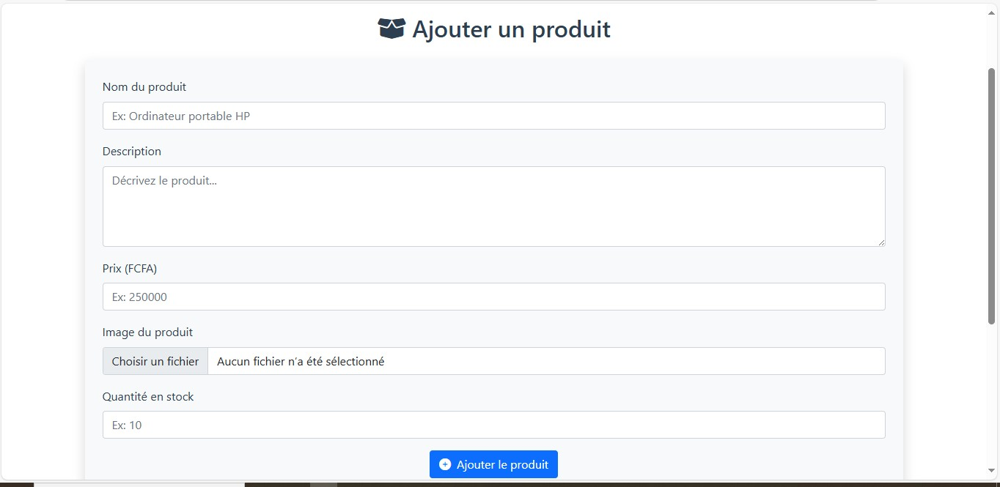 Ajouter un produit
Nom du produit
Ex: Ordinateur portable HP
Description
Décrivez le produit...
Prix (FCFA)
Ex: 250000
Image du produit
Choisir un fichier Aucun fichier n’a été sélectionné
Quantité en stock
Ex: 10
Ajouter le produit